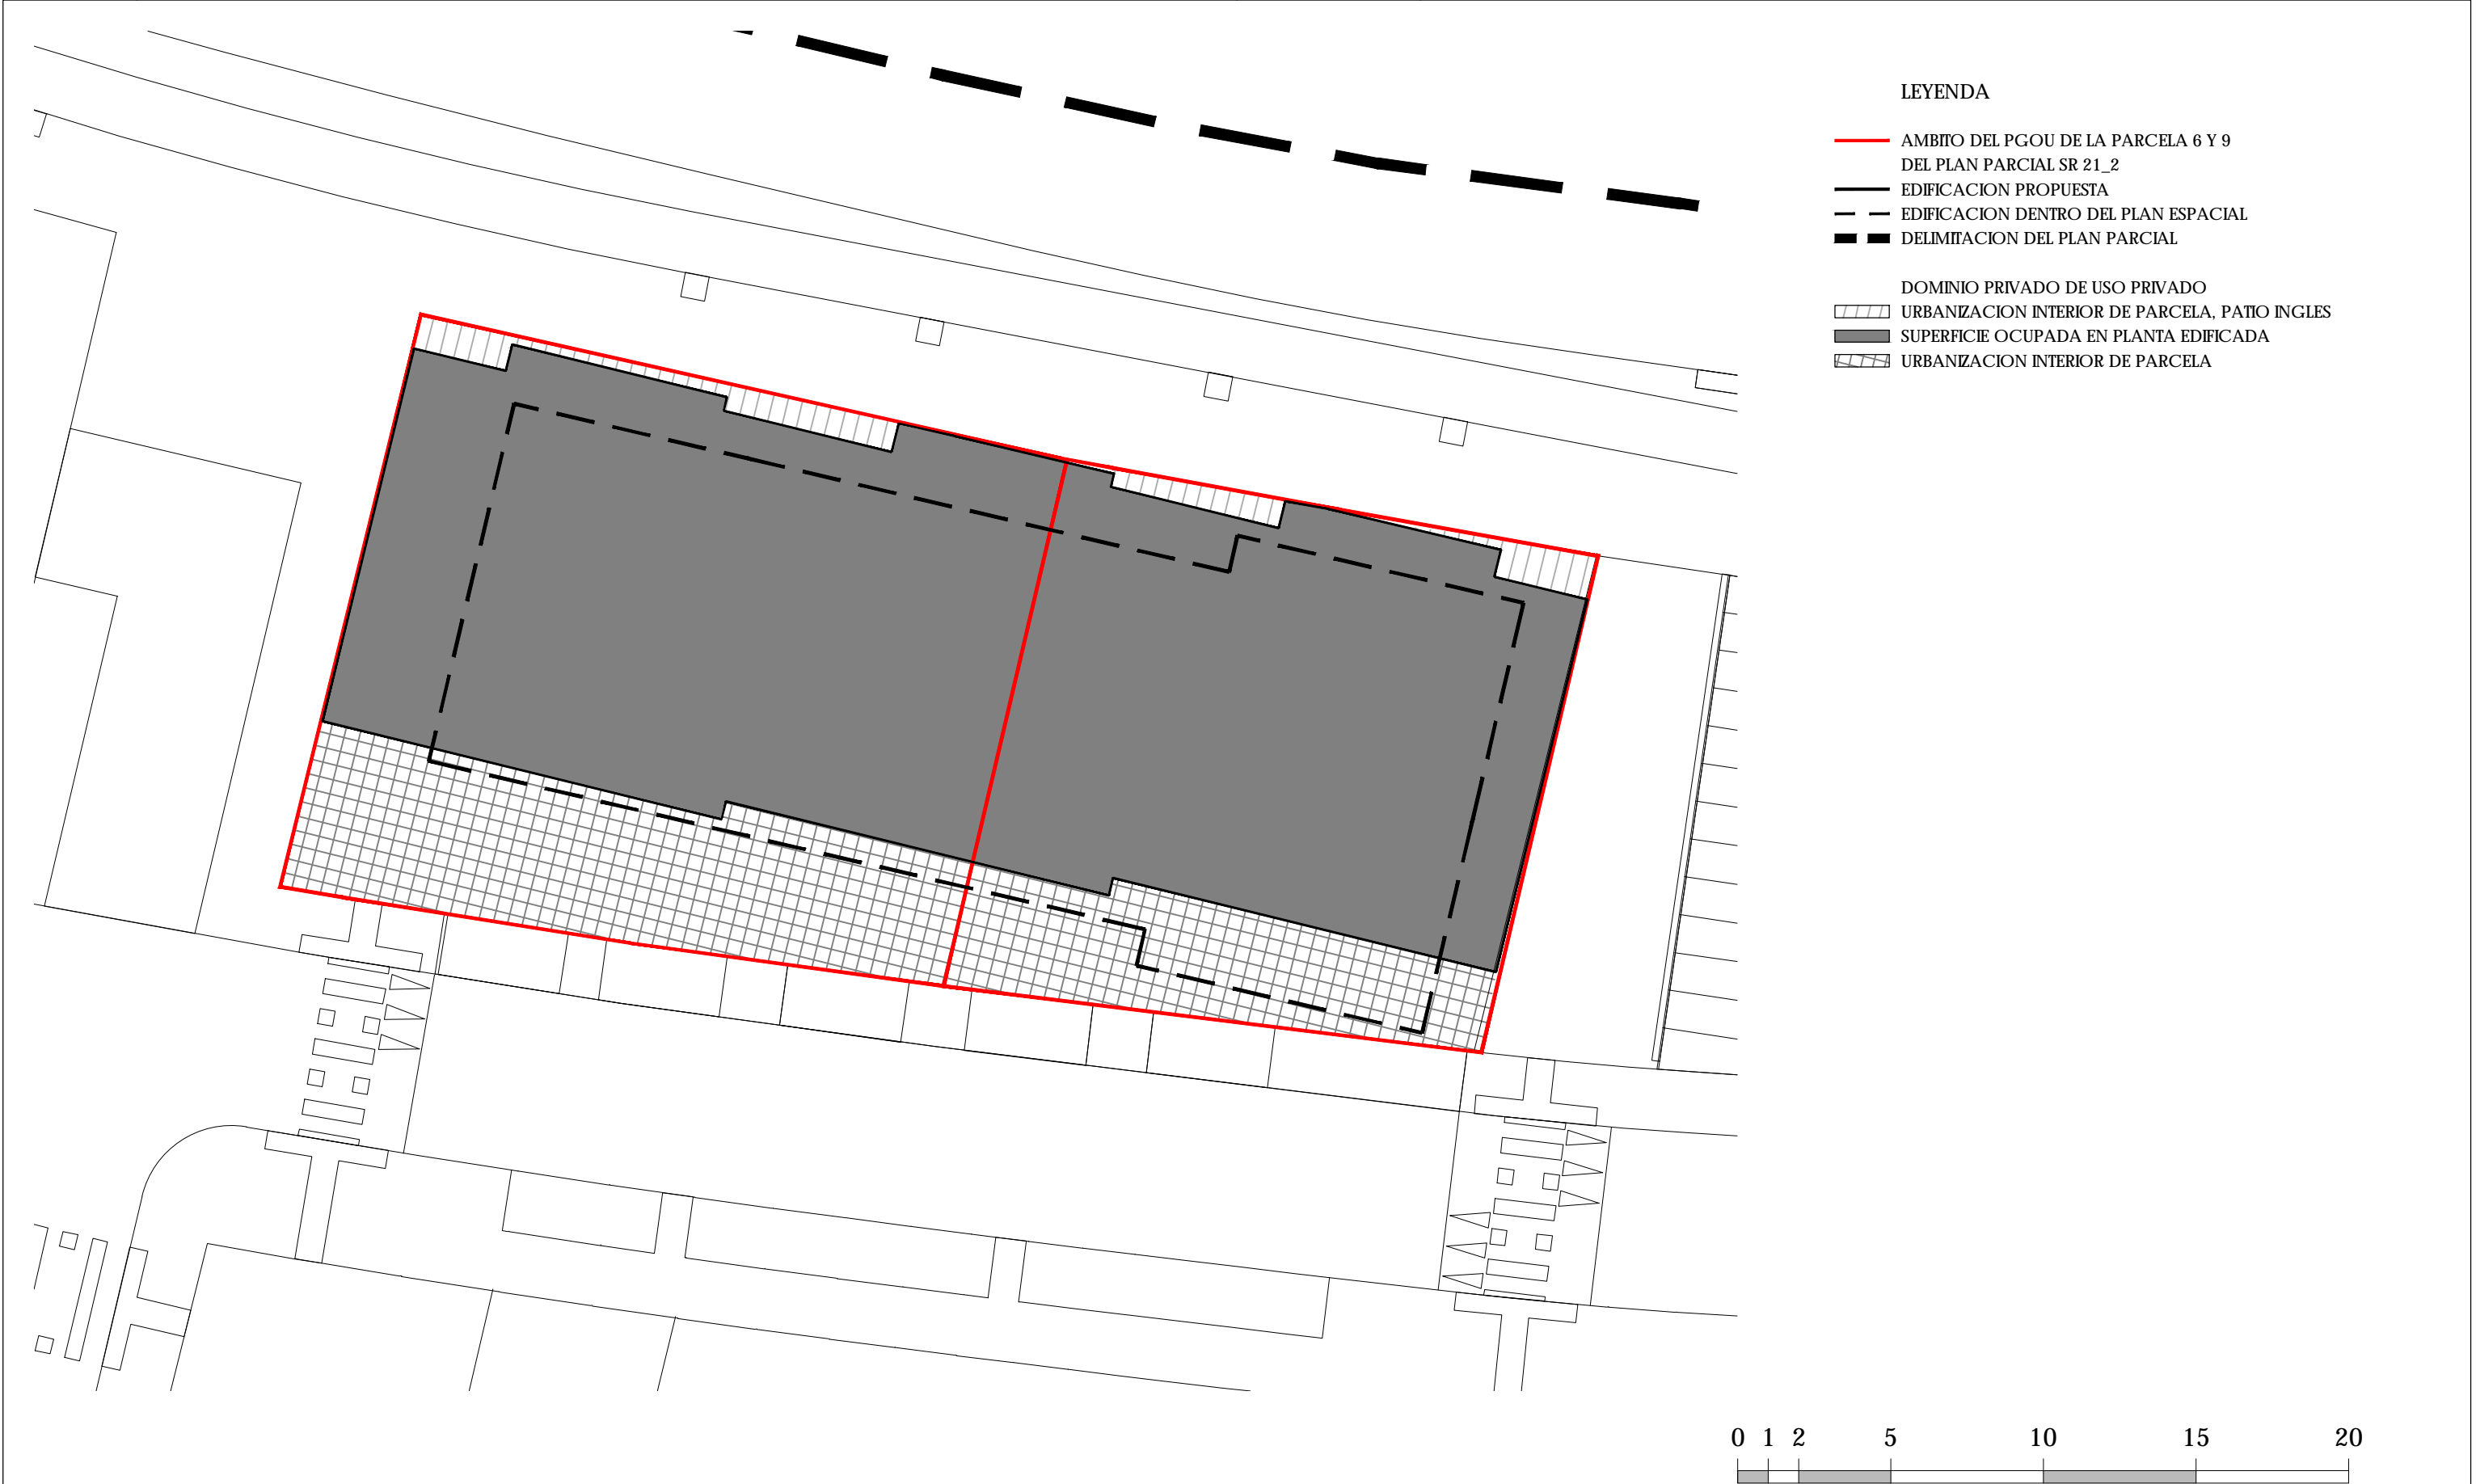 LEYENDA
AMBITO DEL PGOU DE LA PARCELA 6 Y 9
DEL PLAN PARCIAL SR 21_2
EDIFICACION PROPUESTA
EDIFICACION DENTRO DEL PLAN ESPACIAL
DELIMITACION DEL PLAN PARCIAL
DOMINIO PRIVADO DE USO PRIVADO
URBANIZACION INTERIOR DE PARCELA, PATIO INGLES
SUPERFICIE OCUPADA EN PLANTA EDIFICADA
URBANIZACION INTERIOR DE PARCELA
0 1 2 5 10 15 20